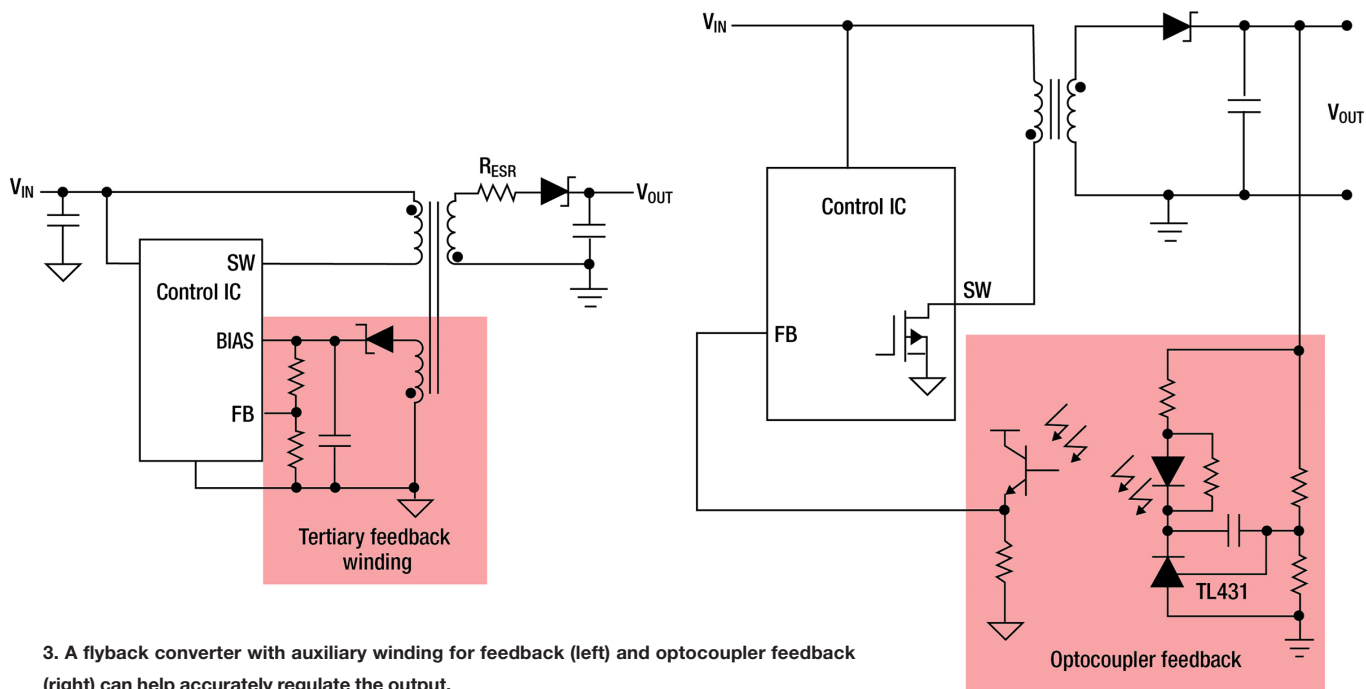 V_IN
R_ESR
V_OUT
SW
Control IC
BIAS
FB
Tertiary feedback
winding
V_IN
V_OUT
Control IC
SW
FB
TL431
Optocoupler feedback
3. A flyback converter with auxiliary winding for feedback (left) and optocoupler feedback
(right) can help accurately regulate the output.